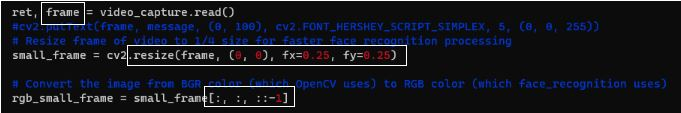 ret, frame = video_capture.read()
#cv2.putText(frame, message, (0, 100), cv2.FONT_HERSHEY_SCRIPT_SIMPLEX, 5, (0, 0, 255))
# Resize frame of video to 1/4 size for faster face recognition processing
small_frame = cv2.resize(frame, (0, 0), fx=0.25, fy=0.25)
# Convert the image from BGR color (which OpenCV uses) to RGB color (which face_recognition uses)
rgb_small_frame = small_frame[:, :, ::-1]